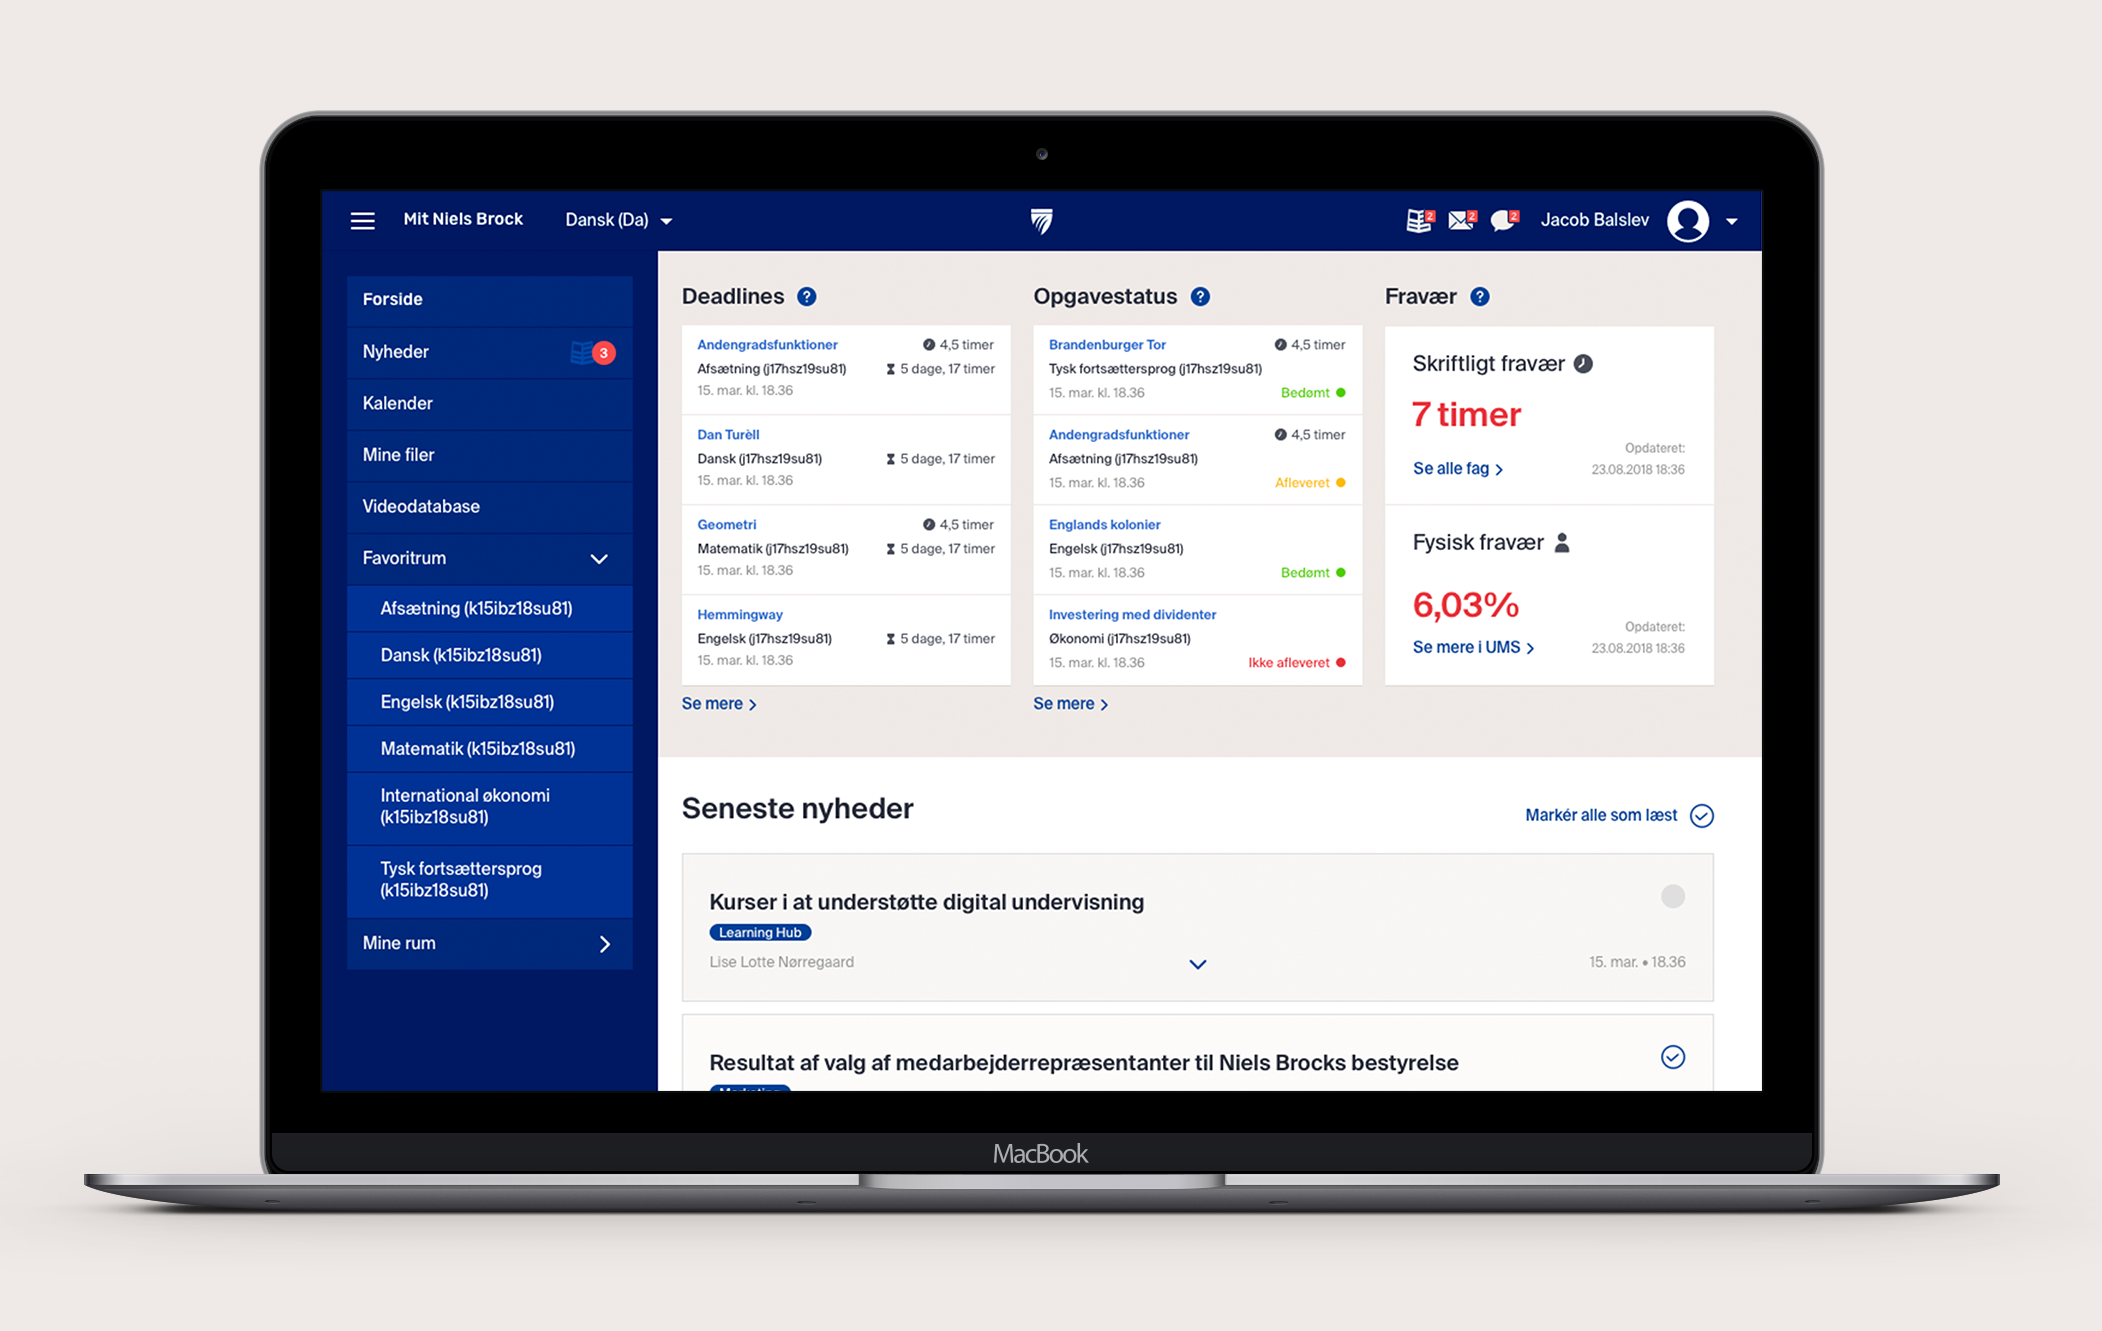 Mit Niels Brock
Dansk (Da)
2
2
2
Jacob Balslev
Forside
Nyheder
3
Kalender
Mine filer
Videodatabase
Favoritrum
Afsætning (k15ibz18su81)
Dansk (k15ibz18su81)
Engelsk (k15ibz18su81)
Matematik (k15ibz18su81)
International økonomi
(k15ibz18su81)
Tysk fortsættersprog
(k15ibz18su81)
Mine rum
Deadlines ?
Andengradsfunktioner 4,5 timer
Afsætning (j17hsz19su81) 5 dage, 17 timer
15. mar. kl. 18.36
Dan Turèll
Dansk (j17hsz19su81) 5 dage, 17 timer
15. mar. kl. 18.36
Geometri 4,5 timer
Matematik (j17hsz19su81) 5 dage, 17 timer
15. mar. kl. 18.36
Hemmingway
Engelsk (j17hsz19su81) 5 dage, 17 timer
15. mar. kl. 18.36
Se mere
Opgavestatus ?
Brandenburger Tor 4,5 timer
Tysk fortsættersprog (j17hsz19su81)
15. mar. kl. 18.36 Bedømt
Andengradsfunktioner 4,5 timer
Afsætning (j17hsz19su81)
15. mar. kl. 18.36 Afleveret
Englands kolonier
Engelsk (j17hsz19su81)
15. mar. kl. 18.36 Bedømt
Investering med dividenter
Økonomi (j17hsz19su81)
15. mar. kl. 18.36 Ikke afleveret
Se mere
Fravær ?
Skriftligt fravær
7 timer
Opdateret:
Se alle fag 23.08.2018 18:36
Fysisk fravær
6,03%
Opdateret:
Se mere i UMS 23.08.2018 18:36
Seneste nyheder
Markér alle som læst
Kurser i at understøtte digital undervisning
Learning Hub
Lise Lotte Nørregaard 15. mar. • 18.36
Resultat af valg af medarbejderrepræsentanter til Niels Brocks bestyrelse
MacBook